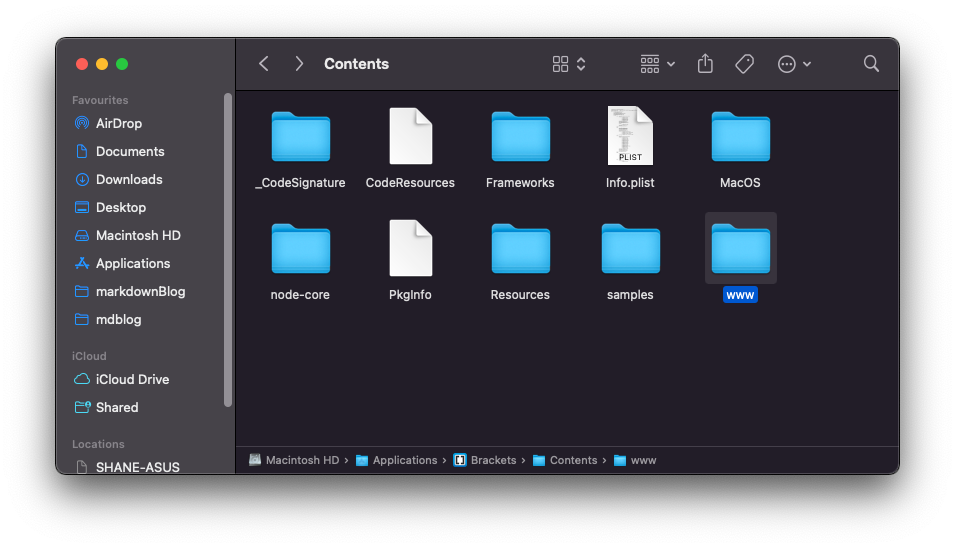 Contents
Favourites
AirDrop
Documents
Downloads
Desktop
Macintosh HD
Applications
markdownBlog
mdblog
iCloud
iCloud Drive
Shared
Locations
SHANE-ASUS
_CodeSignature
CodeResources
Frameworks
PLIST
Info.plist
MacOS
node-core
PkgInfo
Resources
samples
www
Macintosh HD › Applications › Brackets › Contents › www